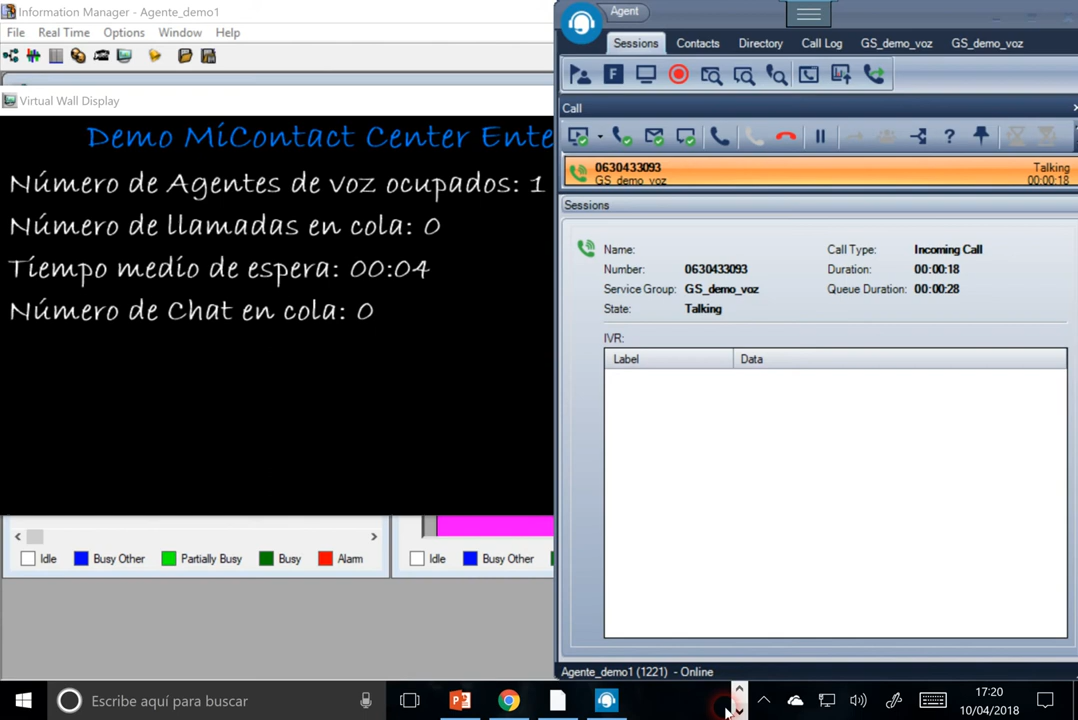 Information Manager - Agente_demo1
File Real Time Options Window Help
Virtual Wall Display
Demo MiContact Center Ente
Número de Agentes de voz ocupados: 1
Número de llamadas en cola: 0
Tiempo medio de espera: 00:04
Número de Chat en cola: 0
Idle Busy Other Partially Busy Busy Alarm
Idle Busy Other
Agent
Sessions Contacts Directory Call Log GS_demo_voz GS_demo_voz
F
Call
?
0630433093 Talking
GS_demo_voz 00:00:18
Sessions
Name: Call Type: Incoming Call
Number: 0630433093 Duration: 00:00:18
Service Group: GS_demo_voz Queue Duration: 00:00:28
State: Talking
IVR:
Label Data
Agente_demo1 (1221) - Online
Escribe aquí para buscar
17:20
10/04/2018